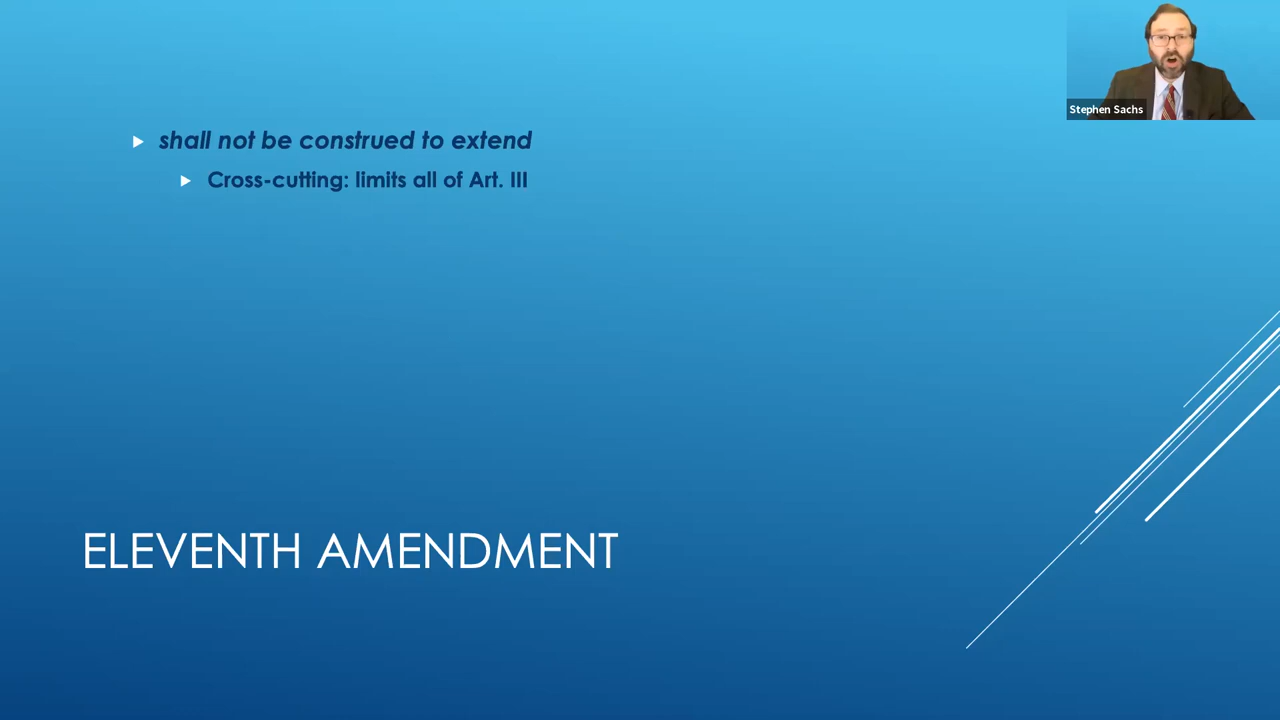 shall not be construed to extend
Cross-cutting: limits all of Art. III
ELEVENTH AMENDMENT
Stephen Sachs